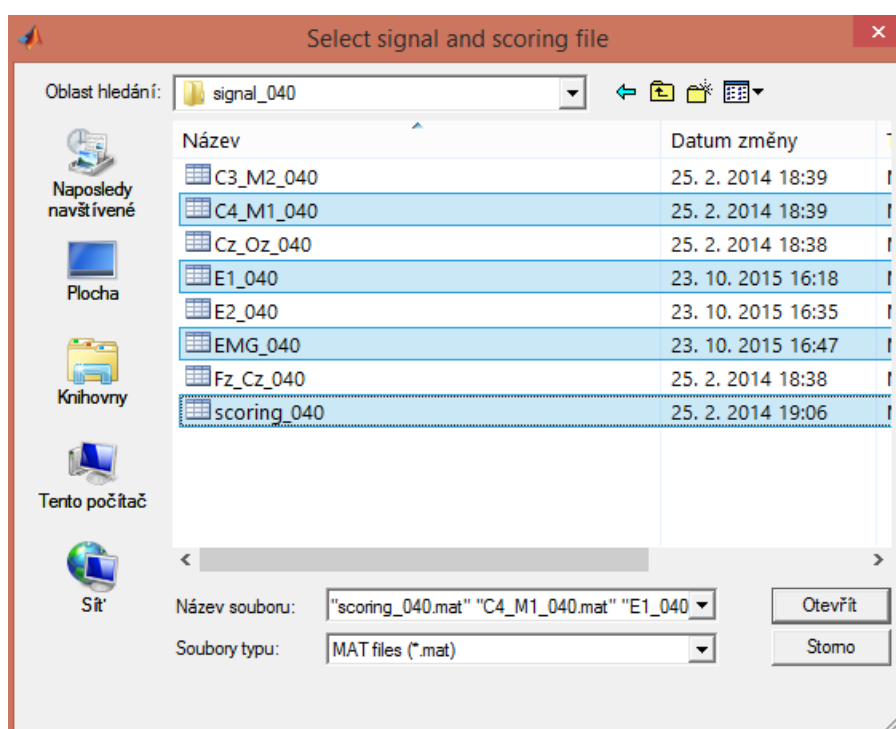 Select signal and scoring file
Oblast hledání: signal_040
Název Datum změny
C3_M2_040 25. 2. 2014 18:39
C4_M1_040 25. 2. 2014 18:39
Cz_Oz_040 25. 2. 2014 18:38
E1_040 23. 10. 2015 16:18
E2_040 23. 10. 2015 16:35
EMG_040 23. 10. 2015 16:47
Fz_Cz_040 25. 2. 2014 18:38
scoring_040 25. 2. 2014 19:06
Naposledy
navštívené
Plocha
Knihovny
Tento počítač
Síť
Název souboru: "scoring_040.mat" "C4_M1_040.mat" "E1_040 Otevřít
Soubory typu: MAT files (*.mat) Storno